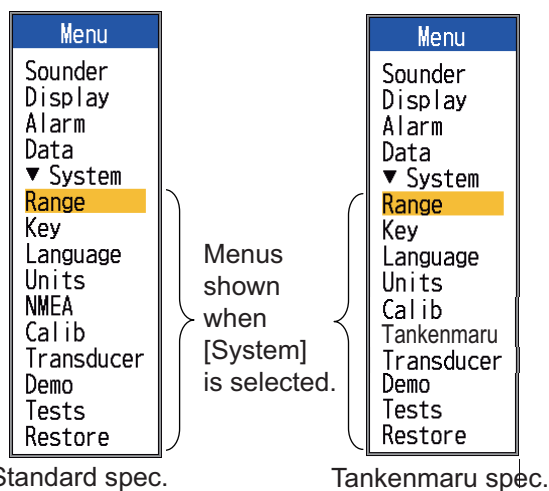 Menu
Sounder
Display
Alarm
Data
▼ System
Range
Key
Language
Units
NMEA
Calib
Transducer
Demo
Tests
Restore
Standard spec.
Menus
shown
when
[System]
is selected.
Menu
Sounder
Display
Alarm
Data
▼ System
Range
Key
Language
Units
Calib
Tankenmaru
Transducer
Demo
Tests
Restore
Tankenmaru spec.